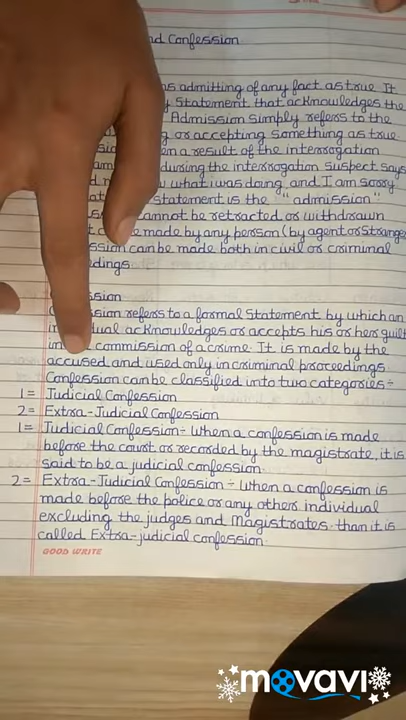 nd Confession
as admitting of any fact as true. It
y Statement that acknowledges the
Admission simply refers to the
g or accepting something as true.
en a result of the interrogation
during the interrogation suspect says
what i was doing and I am sorry
statement is the "admission"
cannot be retracted or withdrawn
made by any person (by agent or stranger
ssion can be made both in civil or criminal
edings
ssion
sion refers to a formal Statement by which an
dual acknowledges or accepts his or her guilt
in commission of a crime. It is made by the
accused and used only in criminal proceedings
Confession can be classified into two categories÷
1= Judicial Confession
2= Extra-Judicial Confession
1= Judicial Confession÷ When a confession is made
before the court or recorded by the magistrate, it is
said to be a judicial confession.
2= Extra-Judicial Confession ÷ When a confession is
made before the police or any others individual
excluding the judges and Magistrates than it is
called Extra-judicial confession.
GOOD WRITE
movavi